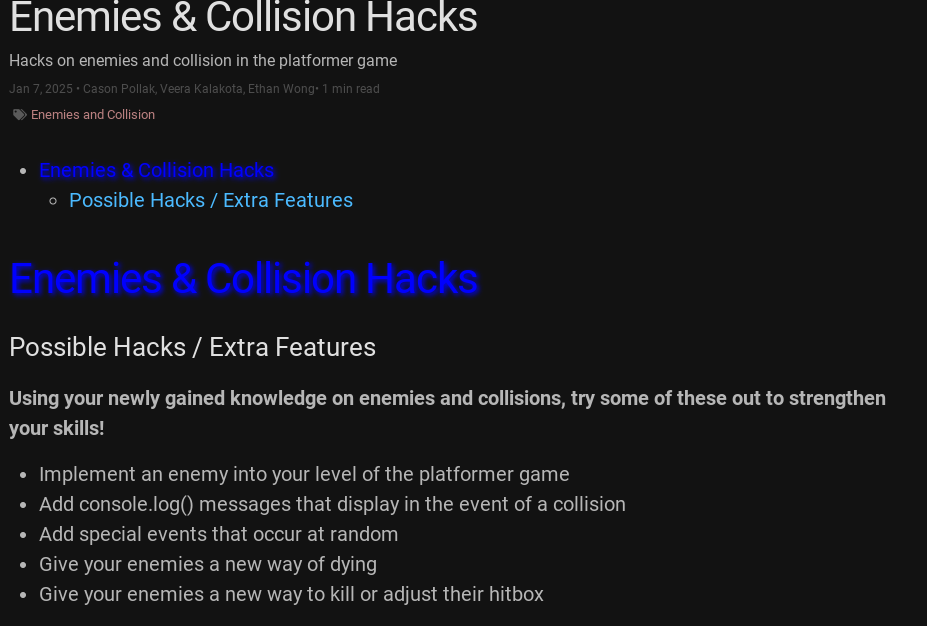 Enemies & Collision Hacks
Hacks on enemies and collision in the platformer game
Jan 7, 2025 • Cason Pollak, Veera Kalakota, Ethan Wong• 1 min read
Enemies and Collision
• Enemies & Collision Hacks
◦ Possible Hacks / Extra Features
Enemies & Collision Hacks
Possible Hacks / Extra Features
Using your newly gained knowledge on enemies and collisions, try some of these out to strengthen
your skills!
• Implement an enemy into your level of the platformer game
• Add console.log() messages that display in the event of a collision
• Add special events that occur at random
• Give your enemies a new way of dying
• Give your enemies a new way to kill or adjust their hitbox